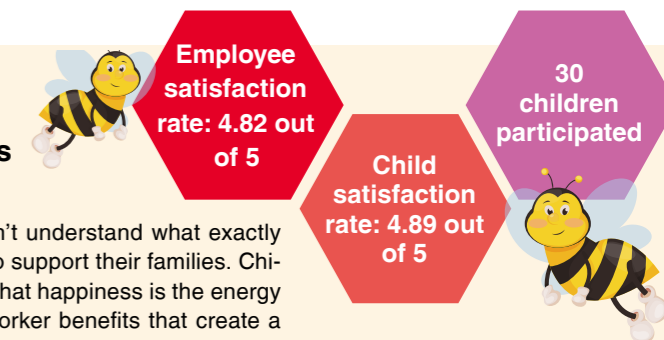 Employee
satisfaction
rate: 4.82 out
of 5
30
children
participated
Child
satisfaction
rate: 4.89 out
of 5
s
n't understand what exactly
o support their families. Chi-
hat happiness is the energy
orker benefits that create a